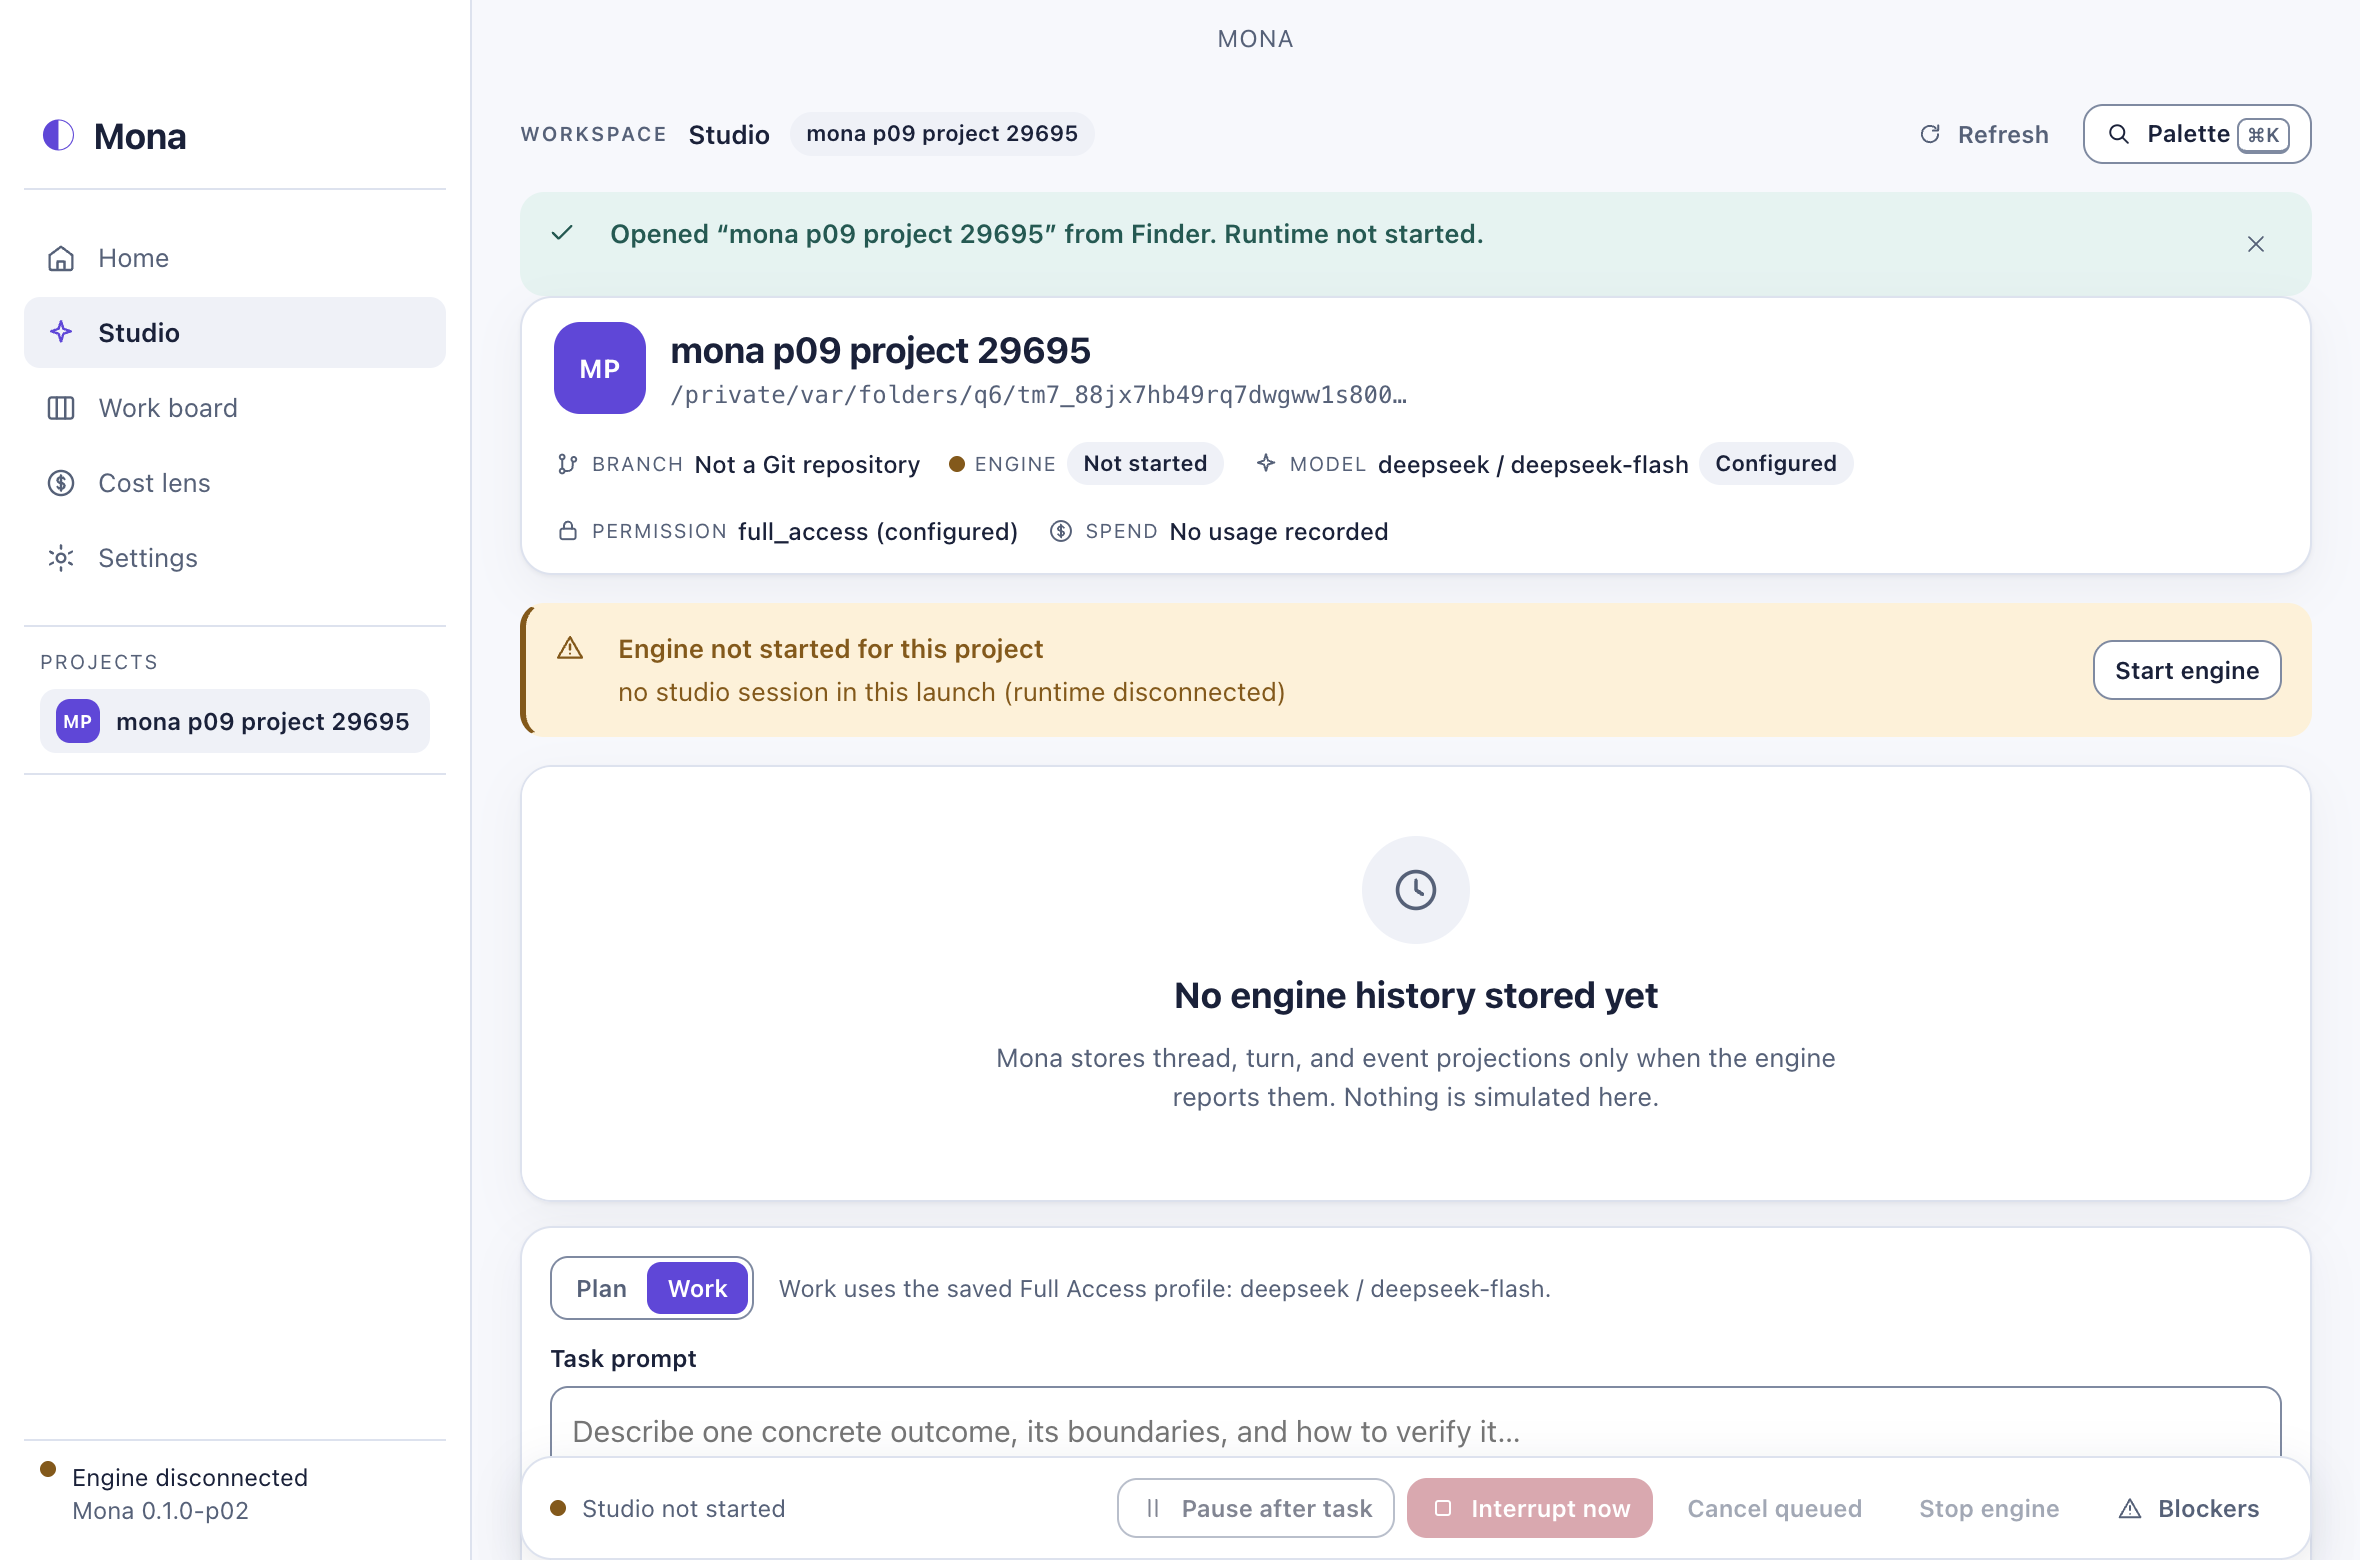 MONA
Mona
Home
Studio
Work board
Cost lens
Settings
PROJECTS
MP mona p09 project 29695
Engine disconnected
Mona 0.1.0-p02
WORKSPACE Studio mona p09 project 29695
Refresh
Palette ⌘K
Opened “mona p09 project 29695” from Finder. Runtime not started.
MP
mona p09 project 29695
/private/var/folders/q6/tm7_88jx7hb49rq7dwgww1s800…
BRANCH Not a Git repository ENGINE Not started MODEL deepseek / deepseek-flash Configured
PERMISSION full_access (configured) SPEND No usage recorded
Engine not started for this project
no studio session in this launch (runtime disconnected)
Start engine
No engine history stored yet
Mona stores thread, turn, and event projections only when the engine
reports them. Nothing is simulated here.
Plan Work Work uses the saved Full Access profile: deepseek / deepseek-flash.
Task prompt
Describe one concrete outcome, its boundaries, and how to verify it...
Studio not started
Pause after task Interrupt now Cancel queued Stop engine Blockers